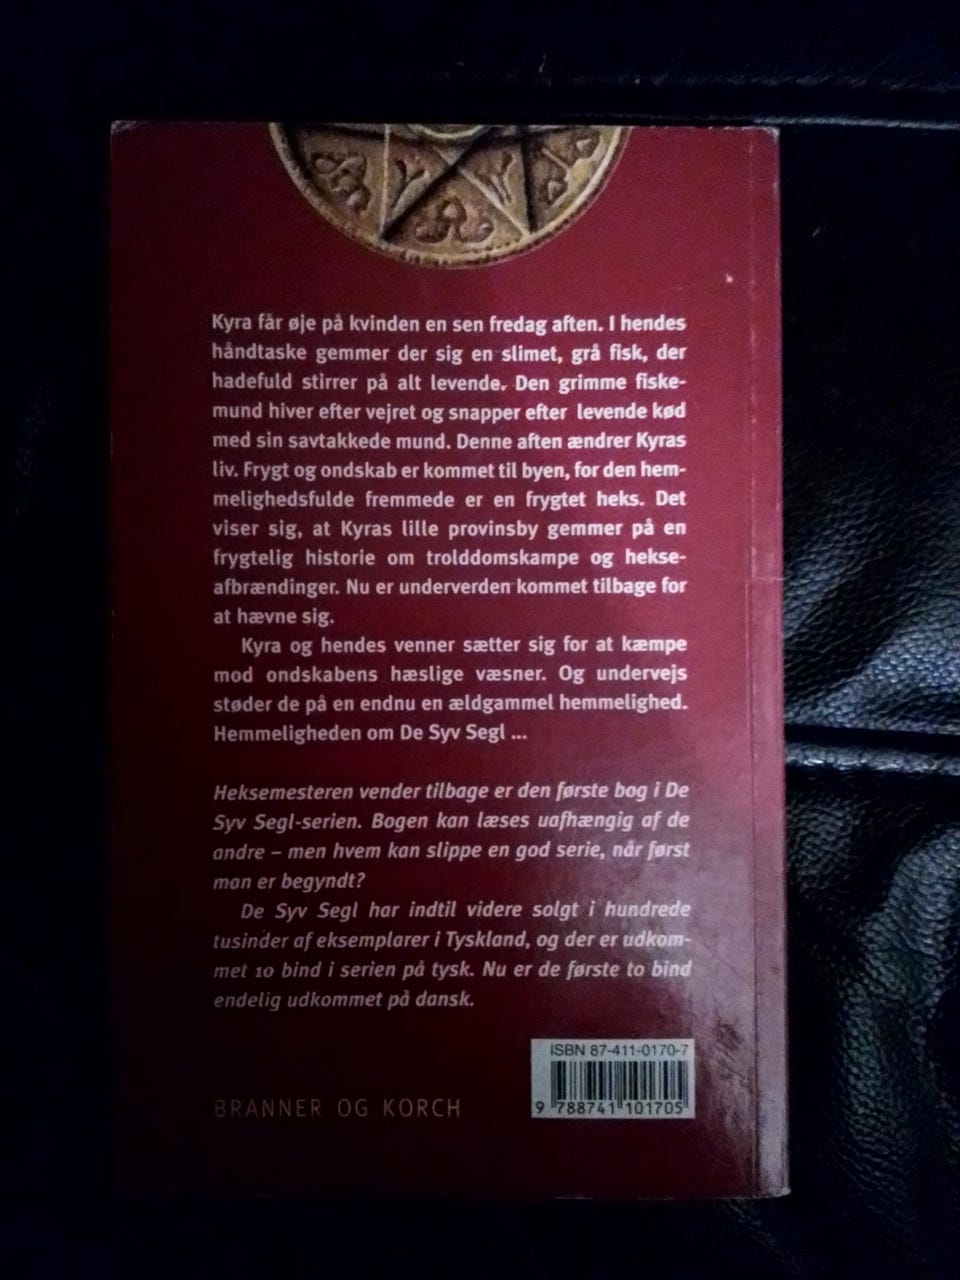 Kyra får øje på kvinden en sen fredag aften. I hendes
håndtaske gemmer der sig en slimet, grå fisk, der
hadefuld stirrer på alt levende. Den grimme fiske-
mund hiver efter vejret og snapper efter levende kød
med sin savtakkede mund. Denne aften ændrer Kyras
liv. Frygt og ondskab er kommet til byen, for den hem-
melighedsfulde fremmede er en frygtet heks. Det
viser sig, at Kyras lille provinsby gemmer på en
frygtelig historie om trolddomskampe og hekse-
afbrændinger. Nu er underverden kommet tilbage for
at hævne sig.
Kyra og hendes venner sætter sig for at kæmpe
mod ondskabens hæslige væsner. Og undervejs
støder de på en endnu en ældgammel hemmelighed.
Hemmeligheden om De Syv Segl ...
Heksemesteren vender tilbage er den første bog i De
Syv Segl-serien. Bogen kan læses uafhængig af de
andre – men hvem kan slippe en god serie, når først
man er begyndt?
De Syv Segl har indtil videre solgt i hundrede
tusinder af eksemplarer i Tyskland, og der er udkom-
met 10 bind i serien på tysk. Nu er de første to bind
endelig udkommet på dansk.
ISBN 87-411-0170-7
BRANNER OG KORCH
9 788741 101705